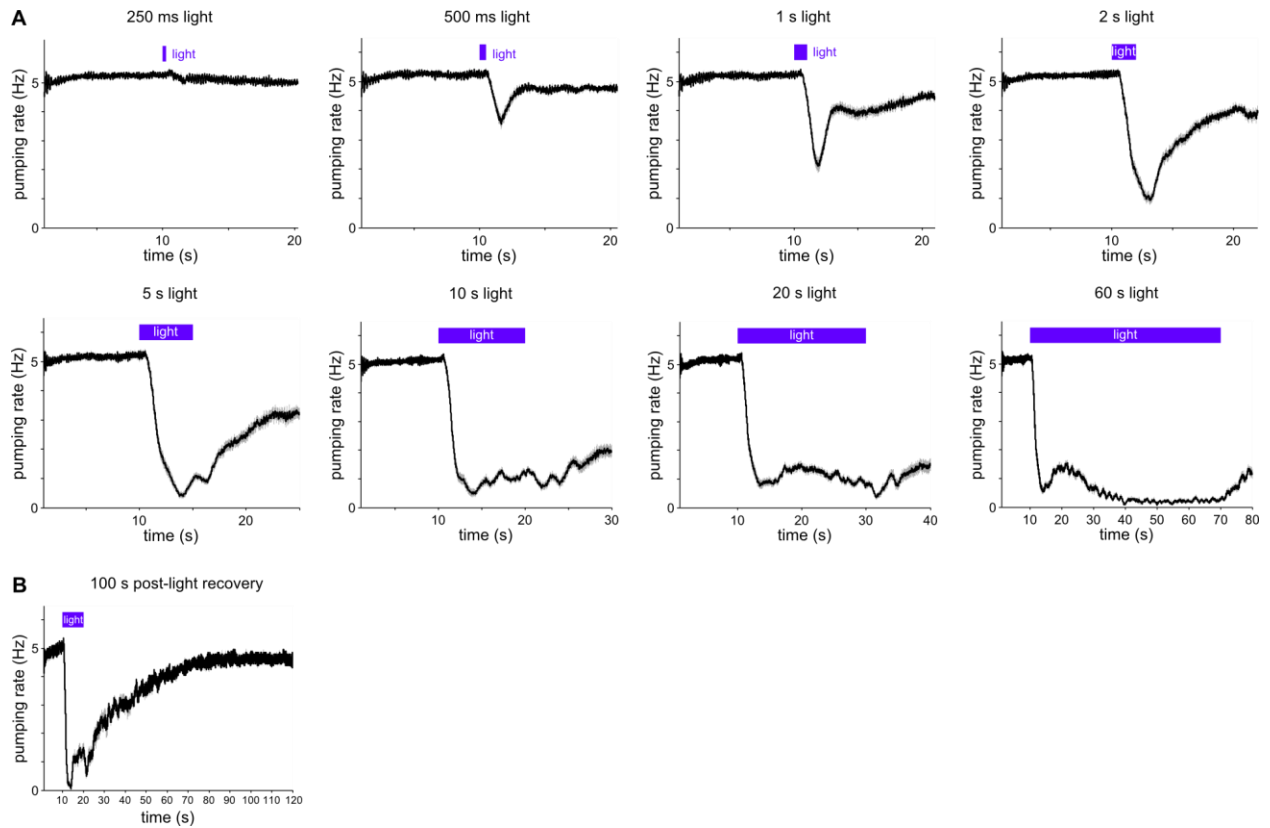 A
250 ms light
500 ms light
1 s light
2 s light
light
light
light
light
pumping rate (Hz)
5
0
10
20
time (s)
pumping rate (Hz)
5
0
10
20
time (s)
pumping rate (Hz)
5
0
10
20
time (s)
pumping rate (Hz)
5
0
10
20
time (s)
5 s light
10 s light
20 s light
60 s light
light
light
light
light
pumping rate (Hz)
5
0
10
20
time (s)
pumping rate (Hz)
5
0
10
20
30
time (s)
pumping rate (Hz)
5
0
10
20
30
40
time (s)
pumping rate (Hz)
5
0
10
20
30
40
50
60
70
80
time (s)
B
100 s post-light recovery
light
pumping rate (Hz)
5
0
10 20 30 40 50 60 70 80 90 100 110 120
time (s)